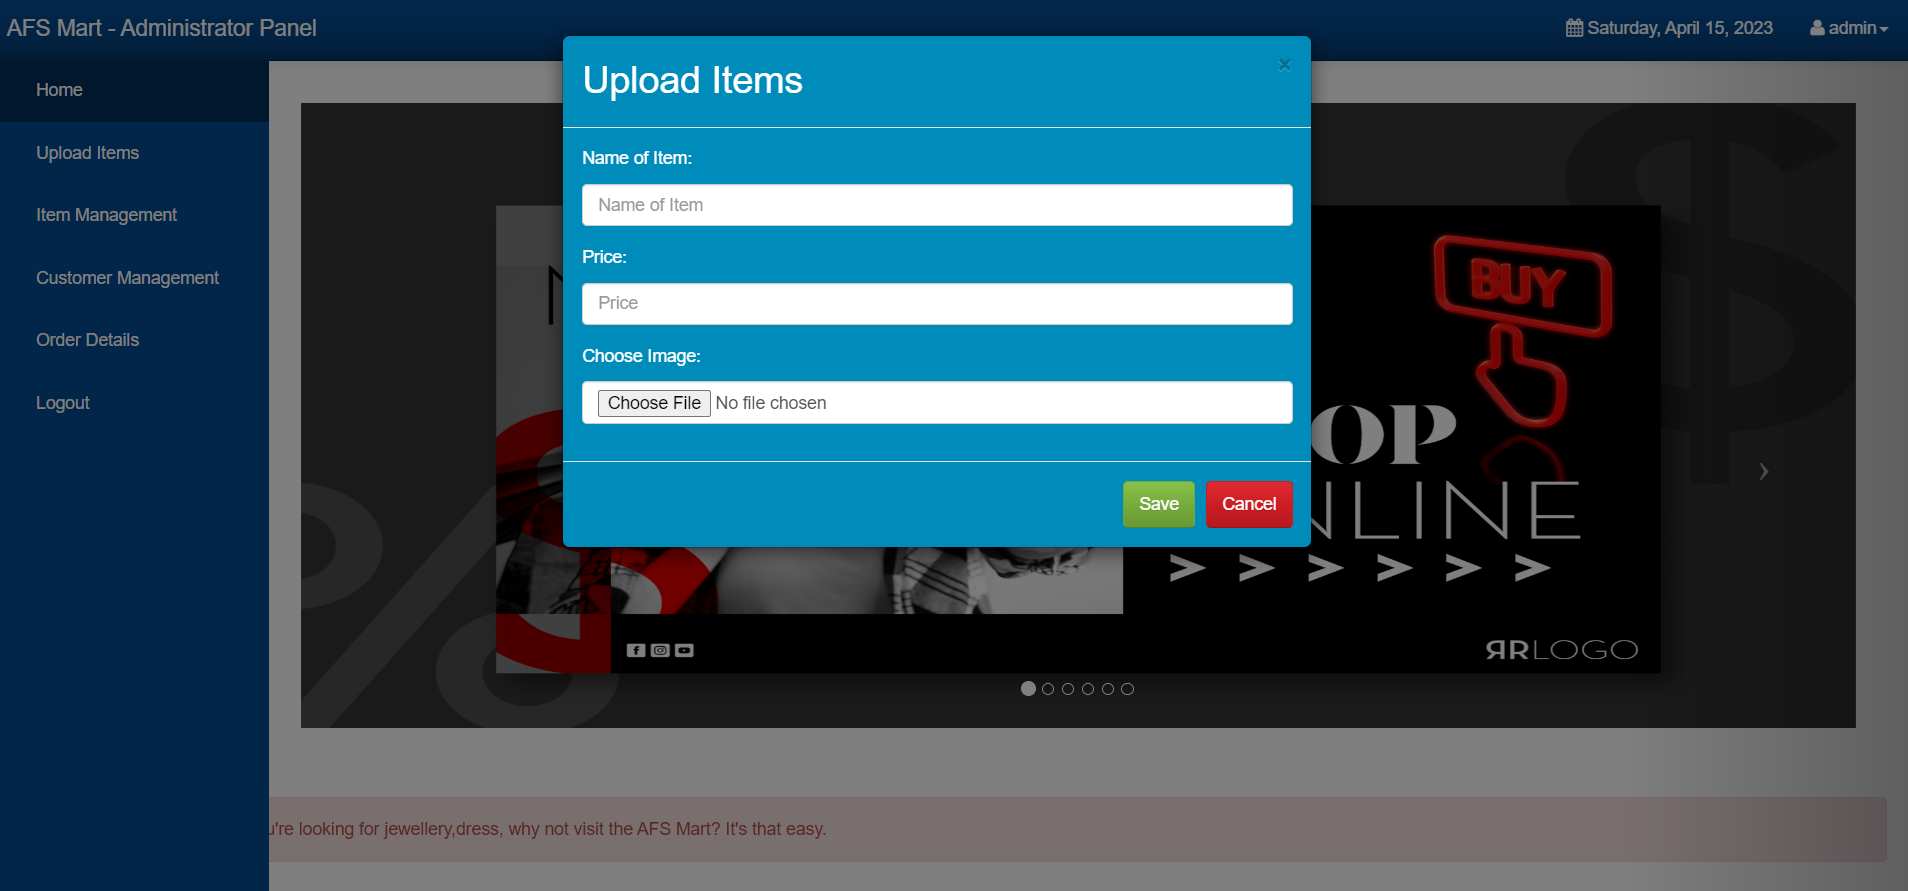 AFS Mart - Administrator Panel
Saturday, April 15, 2023
admin
Home
Upload Items
Item Management
Customer Management
Order Details
Logout
Upload Items
×
Name of Item:
Name of Item
Price:
Price
Choose Image:
Choose File No file chosen
Save
Cancel
BUY
OP
NLINE
> > > > > >
ЯRLOGO
're looking for jewellery,dress, why not visit the AFS Mart? It's that easy.